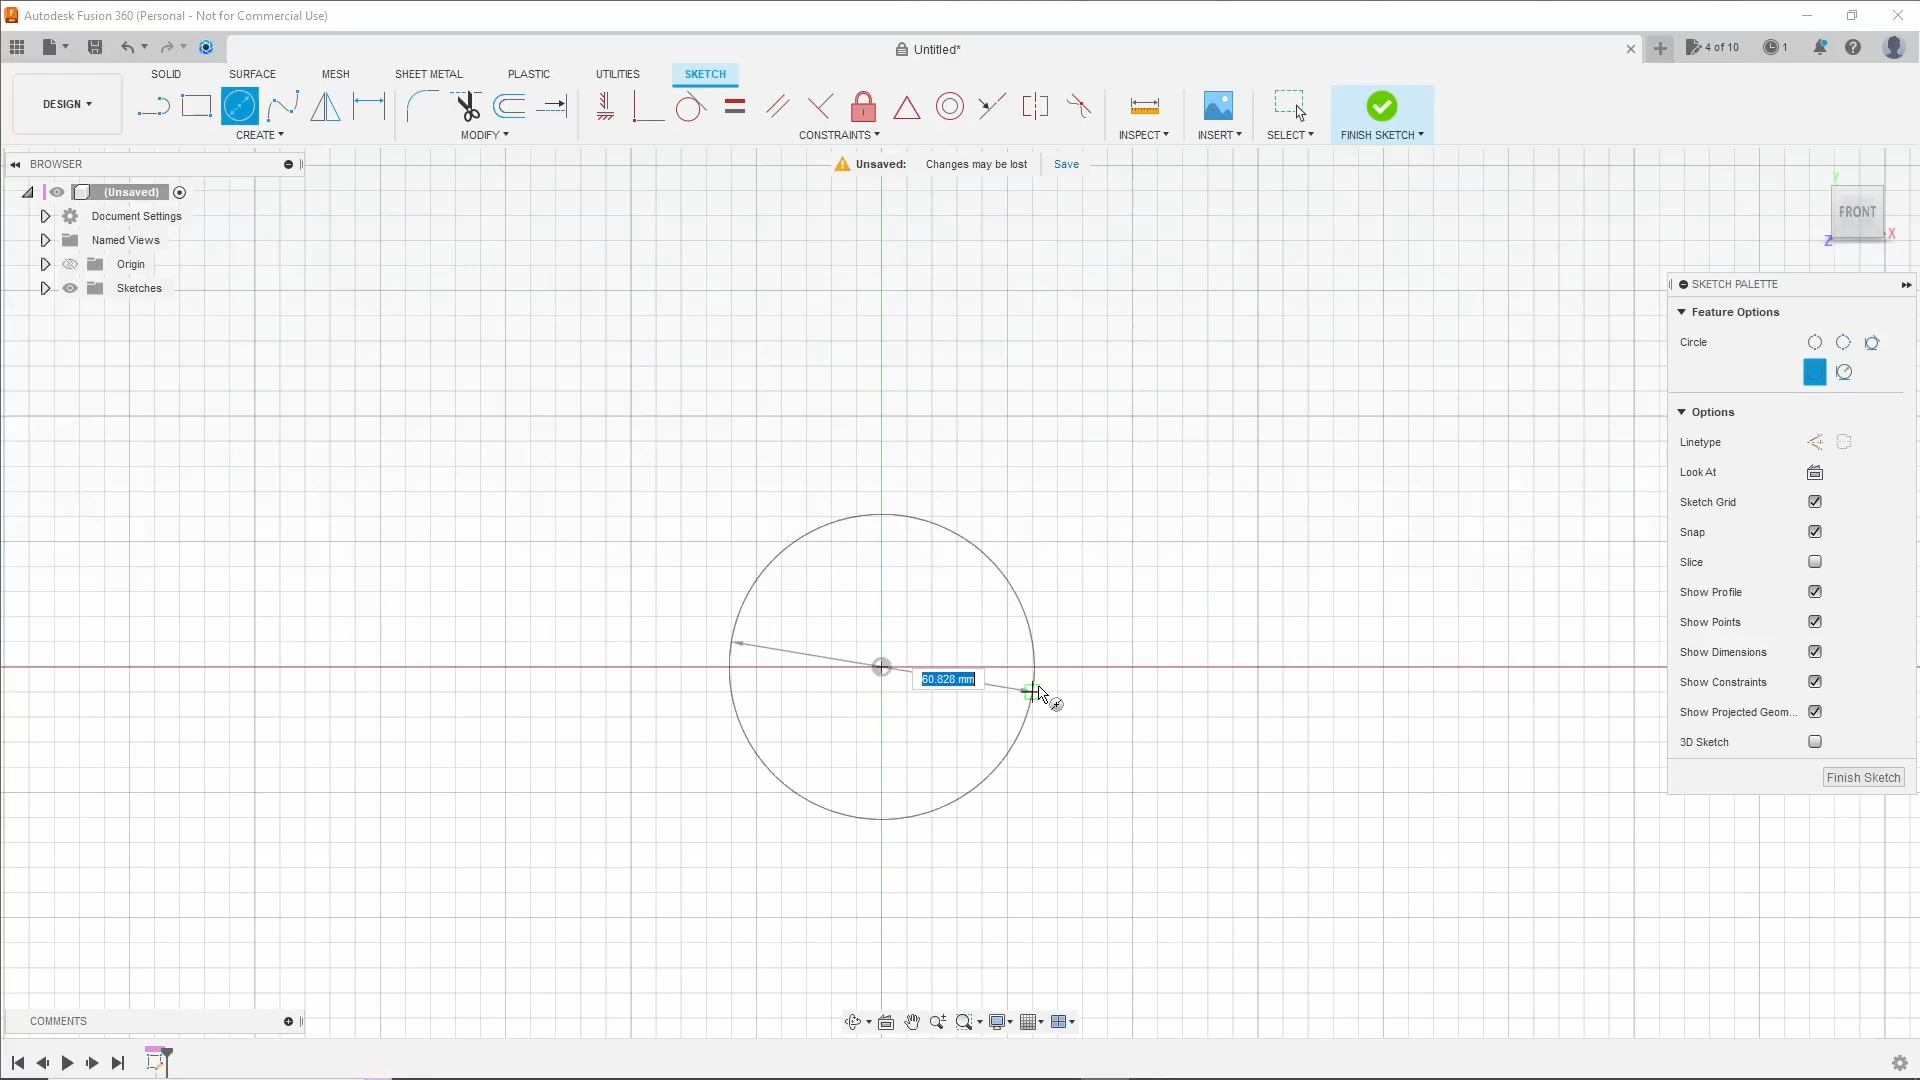 Autodesk Fusion 360 (Personal - Not for Commercial Use)
Untitled*
4 of 10
1
SOLID
SURFACE
MESH
SHEET METAL
PLASTIC
UTILITIES
SKETCH
DESIGN
CREATE
MODIFY
CONSTRAINTS
INSPECT
INSERT
SELECT
FINISH SKETCH
BROWSER
Unsaved: Changes may be lost Save
(Unsaved)
Document Settings
Named Views
Origin
Sketches
Y
FRONT
X
Z
SKETCH PALETTE
Feature Options
Circle
Options
Linetype
Look At
Sketch Grid
Snap
Slice
Show Profile
Show Points
Show Dimensions
Show Constraints
Show Projected Geom...
3D Sketch
Finish Sketch
60.828 mm
COMMENTS